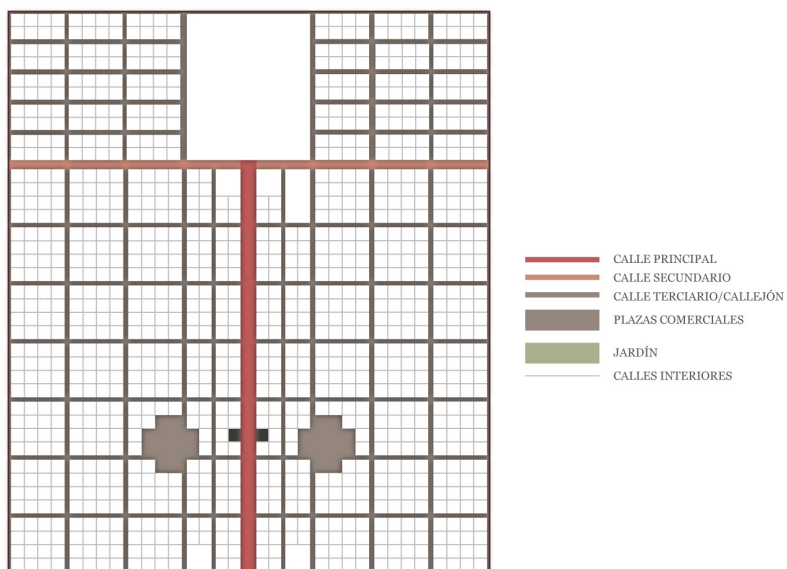 CALLE PRINCIPAL
CALLE SECUNDARIO
CALLE TERCIARIO/CALLEJÓN
PLAZAS COMERCIALES
JARDÍN
CALLES INTERIORES